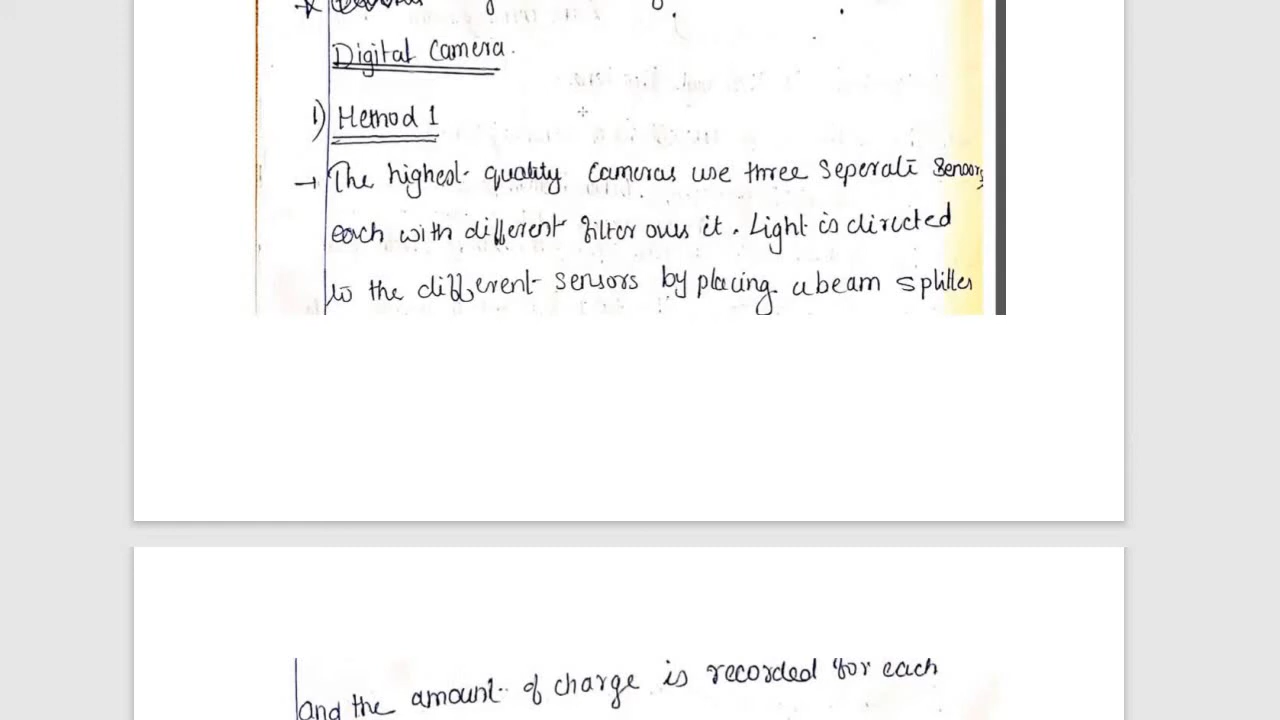 Digital Camera.
1) Method 1
→ The highest quality cameras use three seperate sensors
each with different filter over it. Light is directed
to the different sensors by placing a beam splitter
and the amount of charge is recorded for each